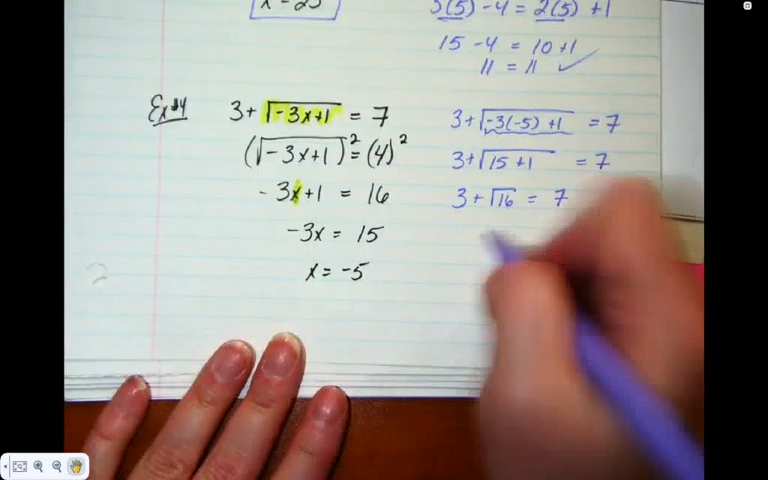 3(5) - 4 = 2(5) + 1
15 - 4 = 10 + 1
11 = 11 ✓
Ex #4
3 + √-3x+1 = 7
(√-3x+1)² = (4)²
-3x+1 = 16
-3x = 15
x = -5
3 + √-3(-5) + 1 = 7
3 + √15 + 1 = 7
3 + √16 = 7